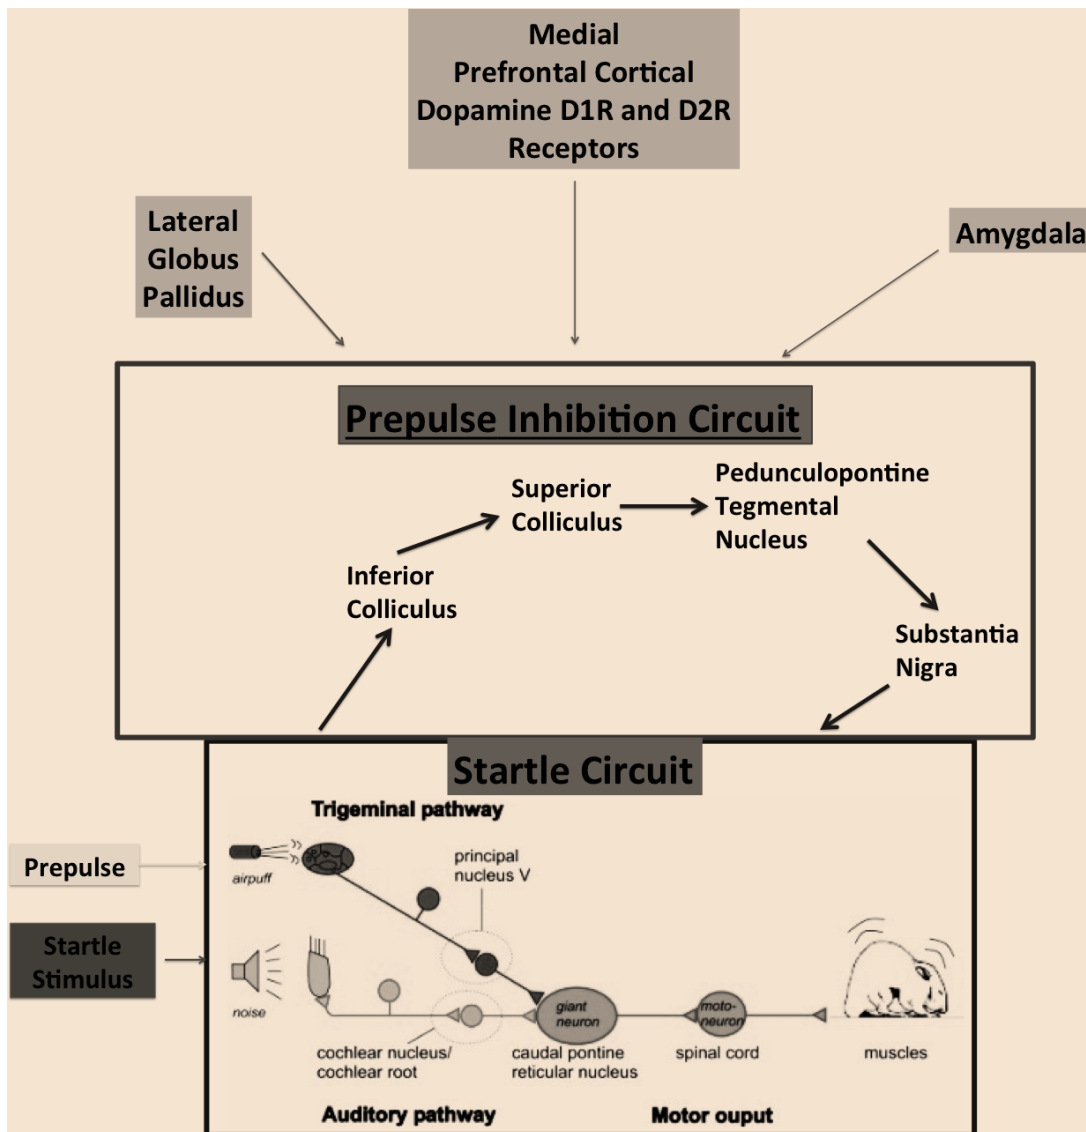 Medial
Prefrontal Cortical
Dopamine D1R and D2R
Receptors
Lateral
Globus
Pallidus
Amygdala
Prepulse Inhibition Circuit
Superior
Colliculus
Pedunculopontine
Tegmental
Nucleus
Inferior
Colliculus
Substantia
Nigra
Startle Circuit
Trigeminal pathway
Prepulse
airpuff
principal
nucleus V
Startle
Stimulus
noise
giant
neuron
moto-
neuron
cochlear nucleus/
cochlear root
caudal pontine
reticular nucleus
spinal cord
muscles
Auditory pathway
Motor ouput